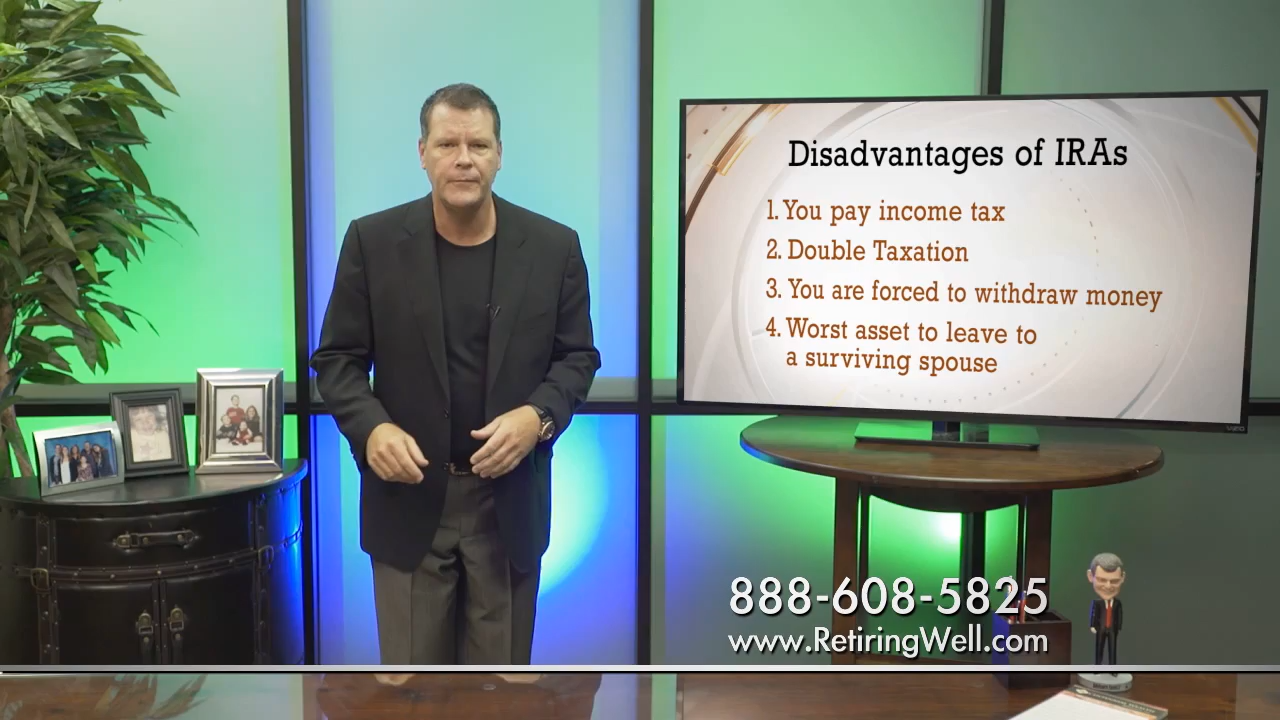 Disadvantages of IRAs
1. You pay income tax
2. Double Taxation
3. You are forced to withdraw money
4. Worst asset to leave to
a surviving spouse
VIZIO
888-608-5825
www.RetiringWell.com